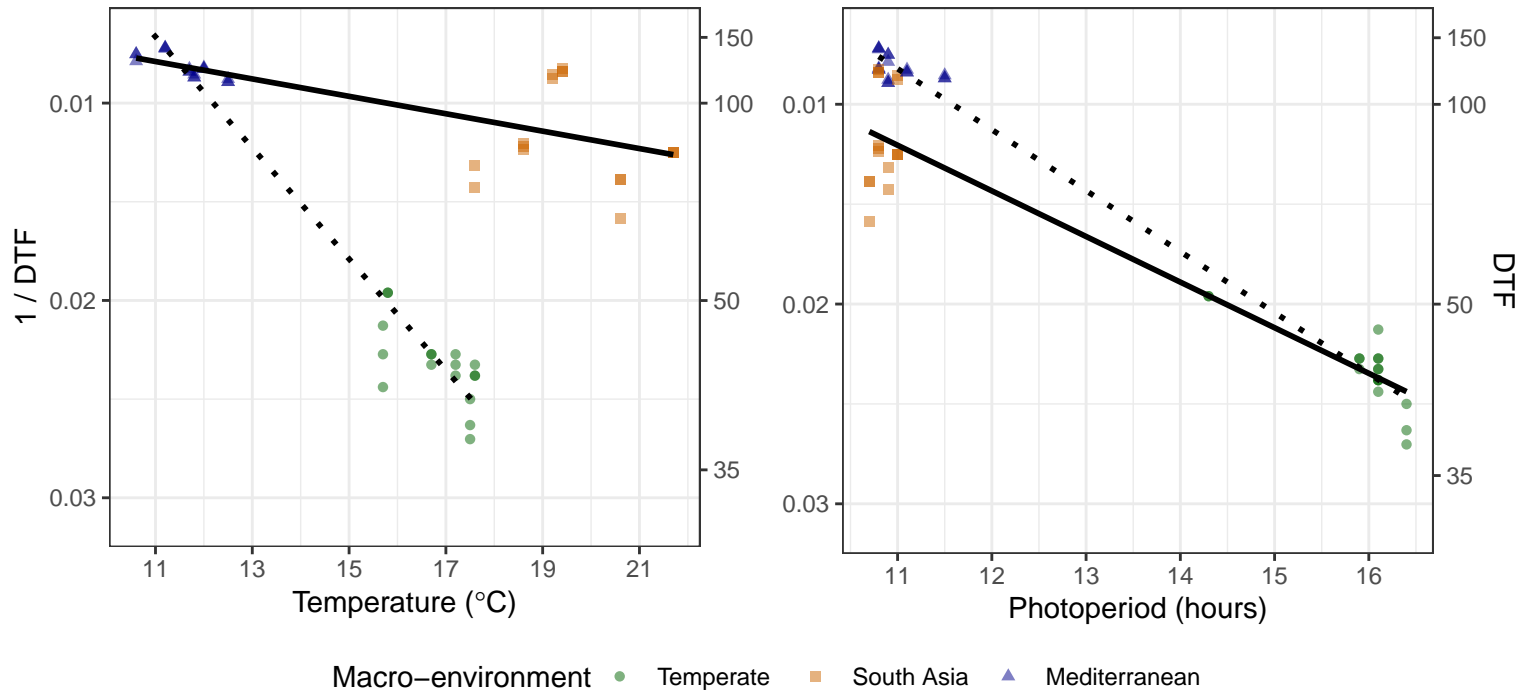 1 / DTF
0.01
0.02
0.03
150
100
50
35
11 13 15 17 19 21
Temperature (°C)
0.01
0.02
0.03
150
100
50
35
DTF
11 12 13 14 15 16
Photoperiod (hours)
Macro−environment Temperate South Asia Mediterranean